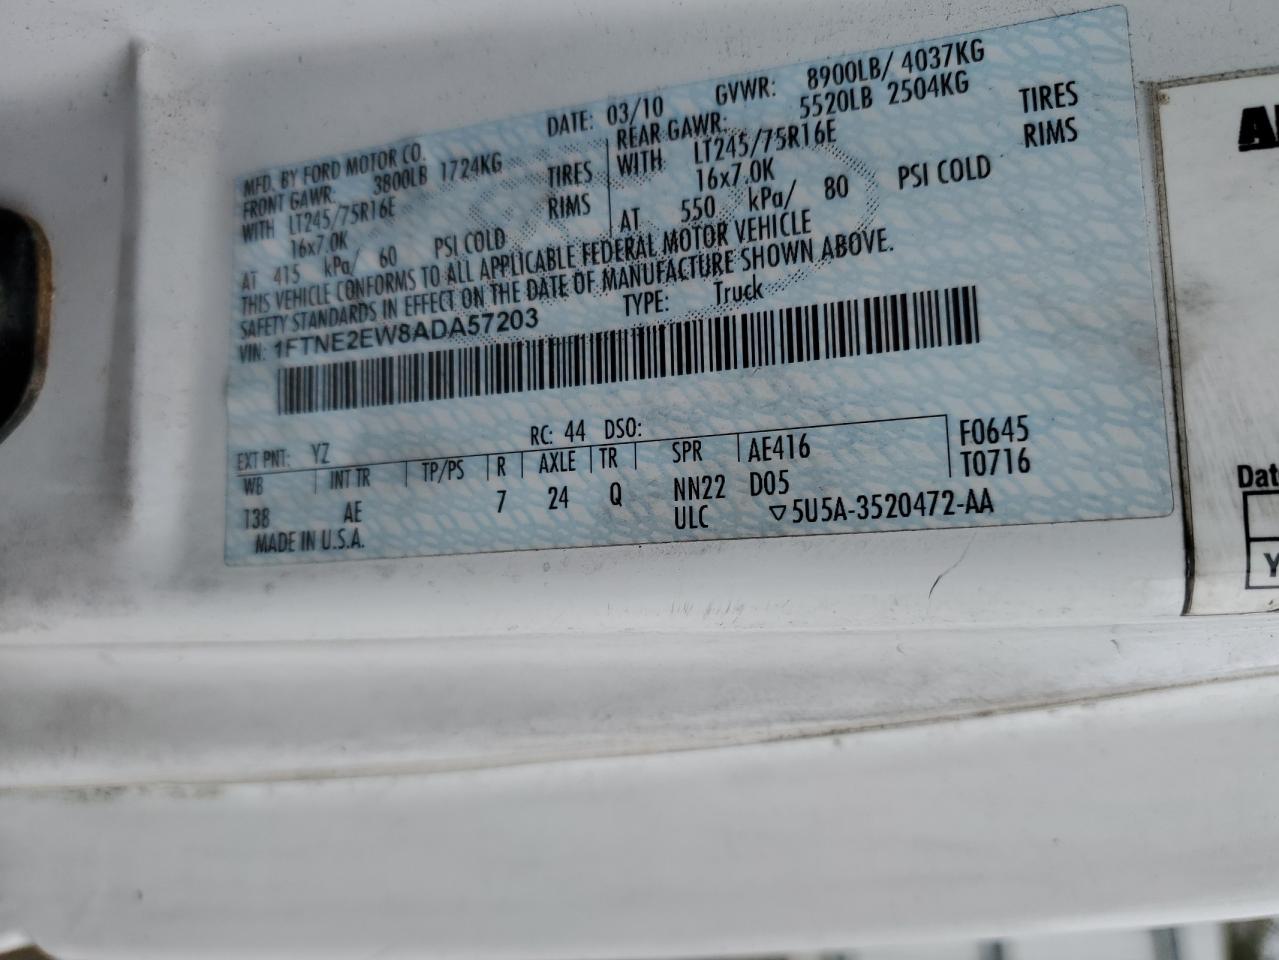 MFD. BY FORD MOTOR CO.
DATE: 03/10
GVWR: 8900LB/ 4037KG
FRONT GAWR: 3800LB 1724KG
REAR GAWR: 5520LB 2504KG
WITH LT245/75R16E TIRES
WITH LT245/75R16E TIRES
16x7.0K RIMS
16x7.0K RIMS
AT 415 kPa/ 60 PSI COLD
AT 550 kPa/ 80 PSI COLD
THIS VEHICLE CONFORMS TO ALL APPLICABLE FEDERAL MOTOR VEHICLE
SAFETY STANDARDS IN EFFECT ON THE DATE OF MANUFACTURE SHOWN ABOVE.
VIN: 1FTNE2EW8ADA57203
TYPE: Truck
EXT PNT: YZ RC: 44 DSO: F0645
WB INT TR TP/PS R AXLE TR SPR AE416 T0716
138 AE 7 24 Q NN22 D05
MADE IN U.S.A. ULC ▽5U5A-3520472-AA